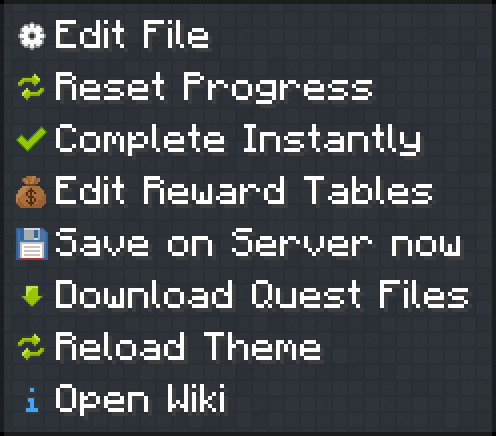 Edit File
Reset Progress
Complete Instantly
Edit Reward Tables
Save on Server now
Download Quest Files
Reload Theme
Open Wiki